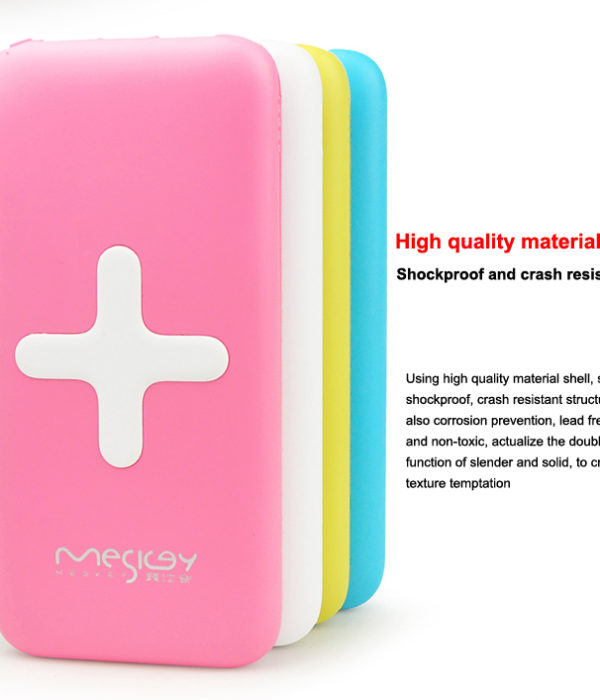 High quality material
Shockproof and crash resis
Using high quality material shell, s
shockproof, crash resistant structu
also corrosion prevention, lead fre
and non-toxic, actualize the doubl
function of slender and solid, to cr
texture temptation
Mesicey